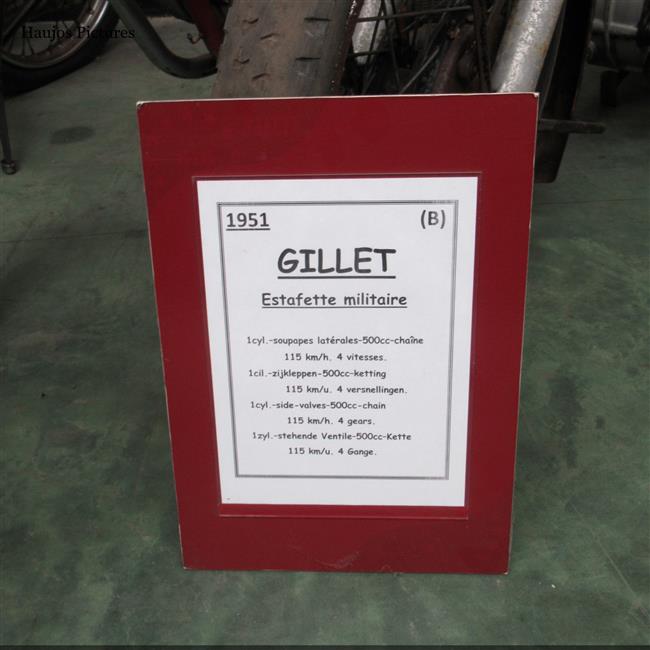 Haujos Pictures
1951 (B)
GILLET
Estafette militaire
1cyl.-soupapes latérales-500cc-chaîne
115 km/h. 4 vitesses.
1cil.-zijkleppen-500cc-ketting
115 km/u. 4 versnellingen.
1cyl.-side-valves-500cc-chain
115 km/h. 4 gears.
1zyl.-stehende Ventile-500cc-Kette
115 km/u. 4 Gange.